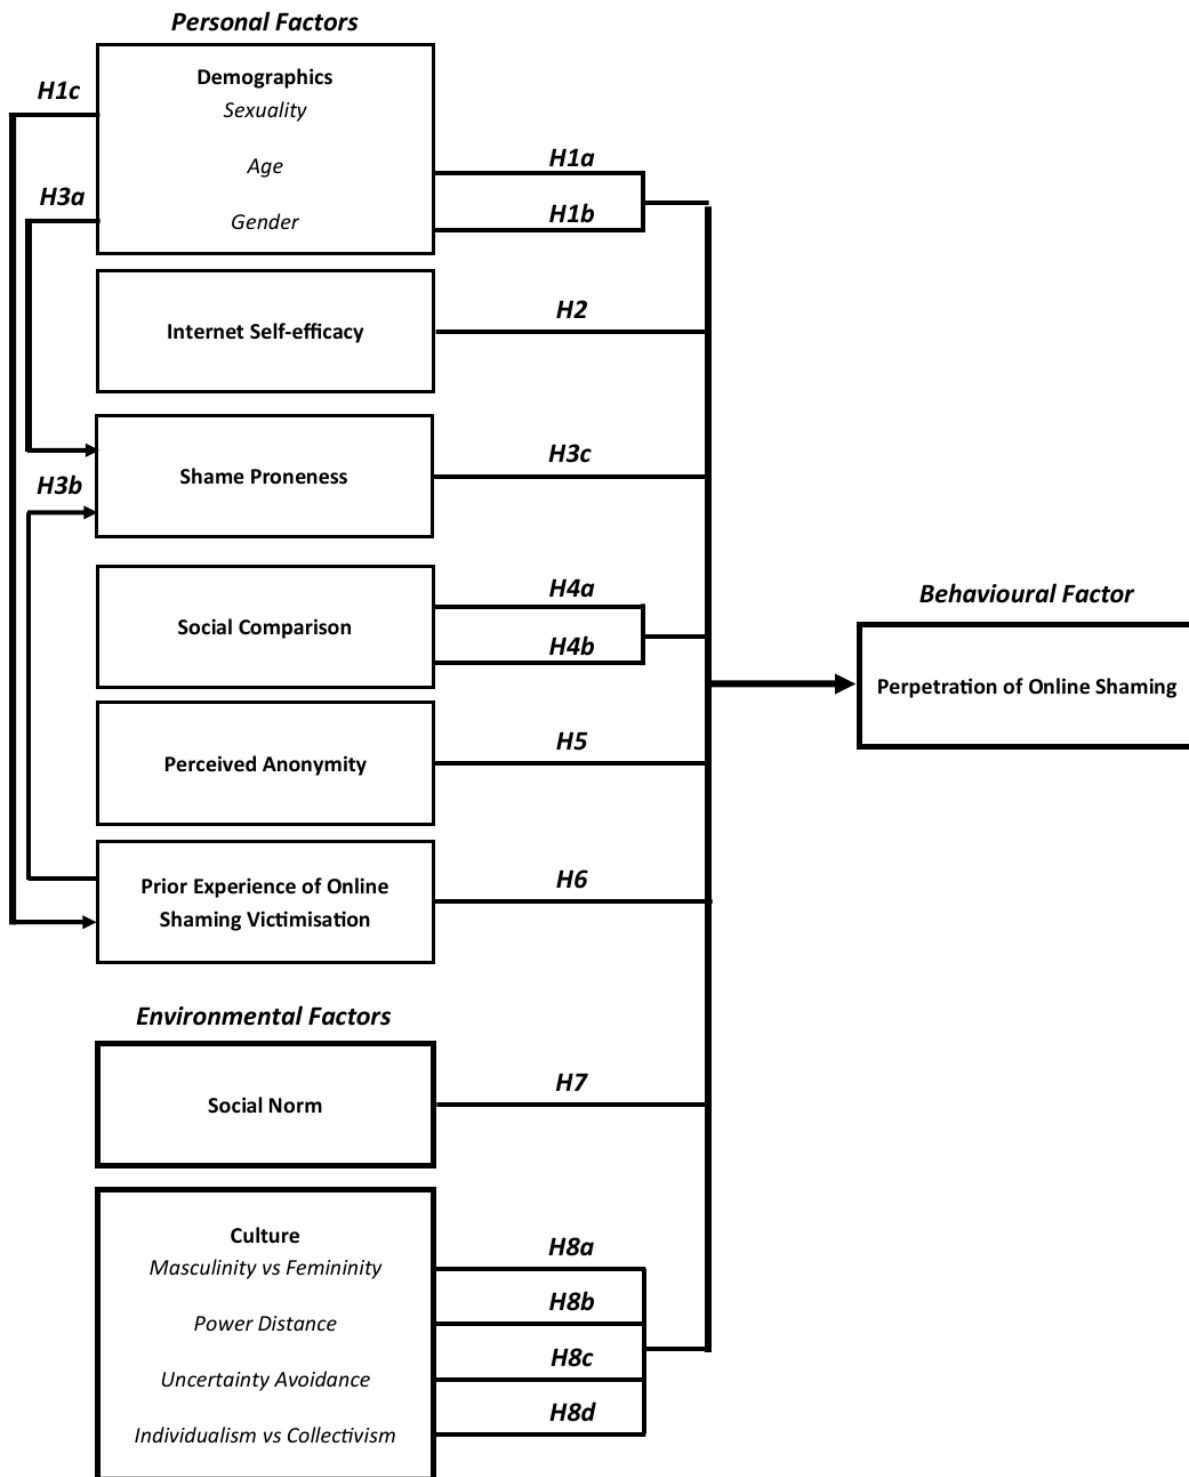 Personal Factors
H1c
Demographics
Sexuality
Age
H1a
H3a
Gender
H1b
Internet Self-efficacy
H2
Shame Proneness
H3c
H3b
Social Comparison
H4a
H4b
Behavioural Factor
Perpetration of Online Shaming
Perceived Anonymity
H5
Prior Experience of Online
Shaming Victimisation
H6
Environmental Factors
Social Norm
H7
Culture
Masculinity vs Femininity
H8a
Power Distance
H8b
Uncertainty Avoidance
H8c
Individualism vs Collectivism
H8d